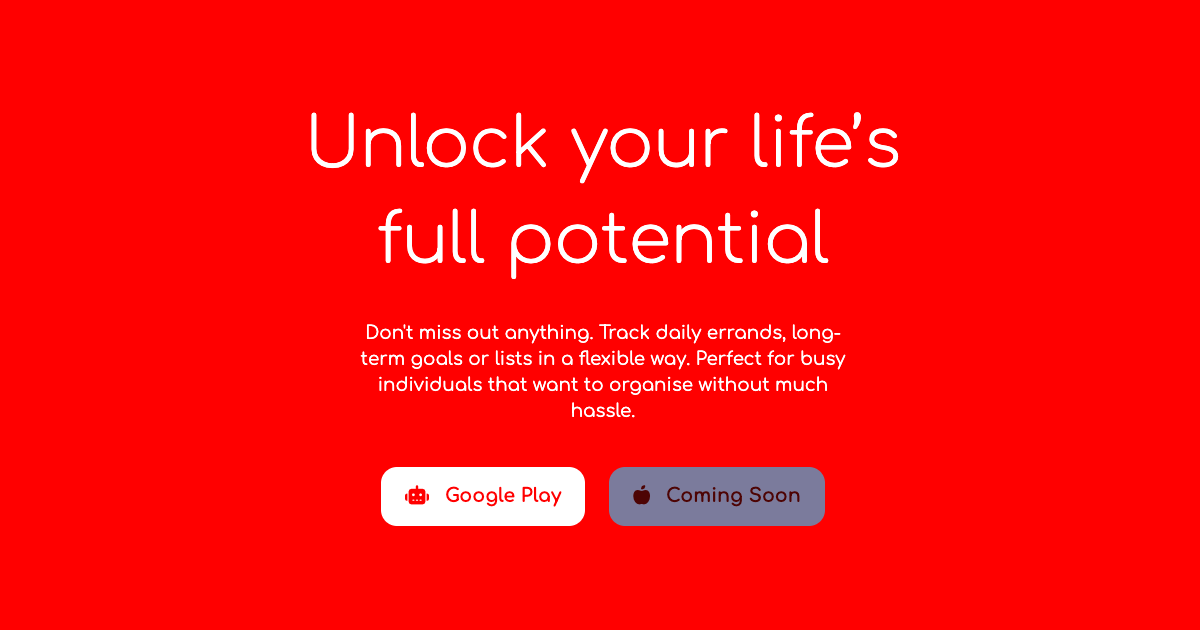 Unlock your life’s
full potential
Don't miss out anything. Track daily errands, long-
term goals or lists in a flexible way. Perfect for busy
individuals that want to organise without much
hassle.
Google Play
Coming Soon